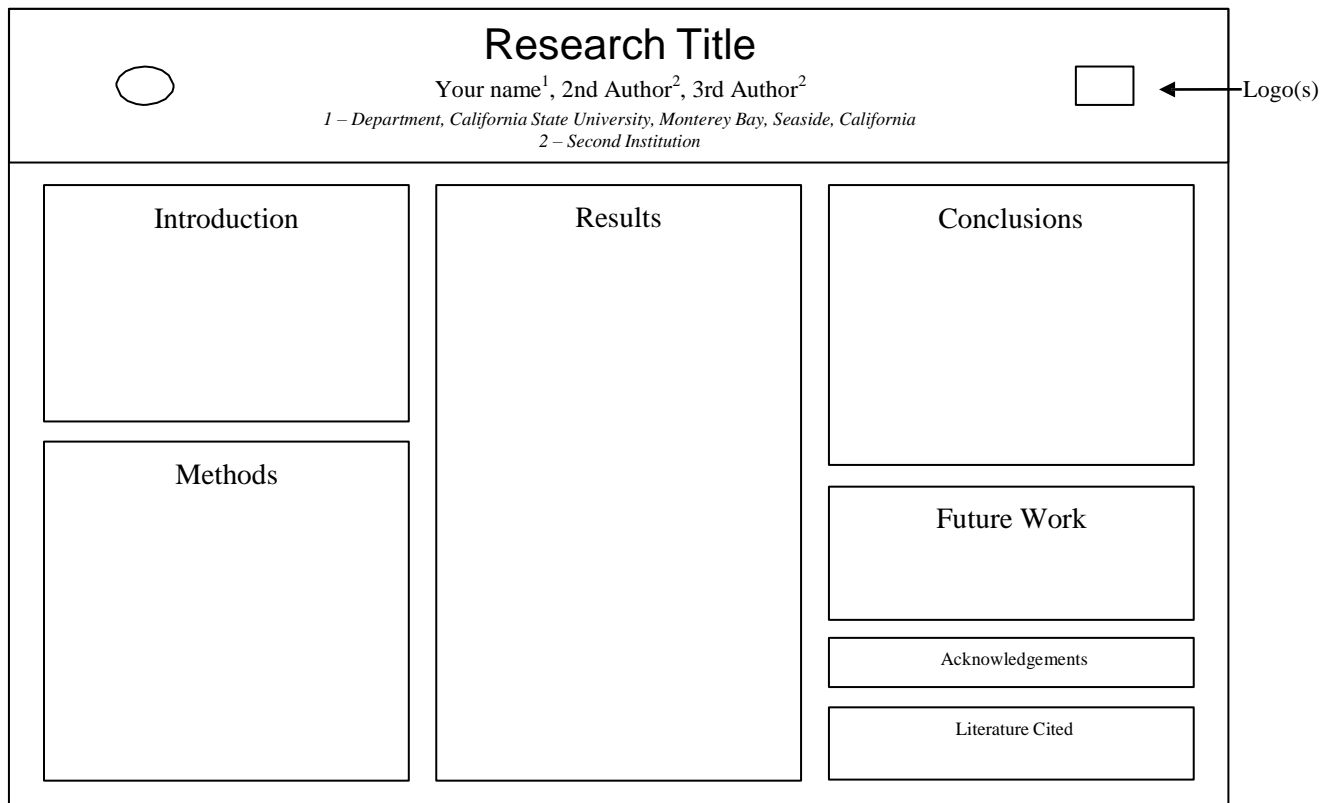 Research Title
Your name¹, 2nd Author², 3rd Author²
1 – Department, California State University, Monterey Bay, Seaside, California
2 – Second Institution
Logo(s)
Introduction
Methods
Results
Conclusions
Future Work
Acknowledgements
Literature Cited